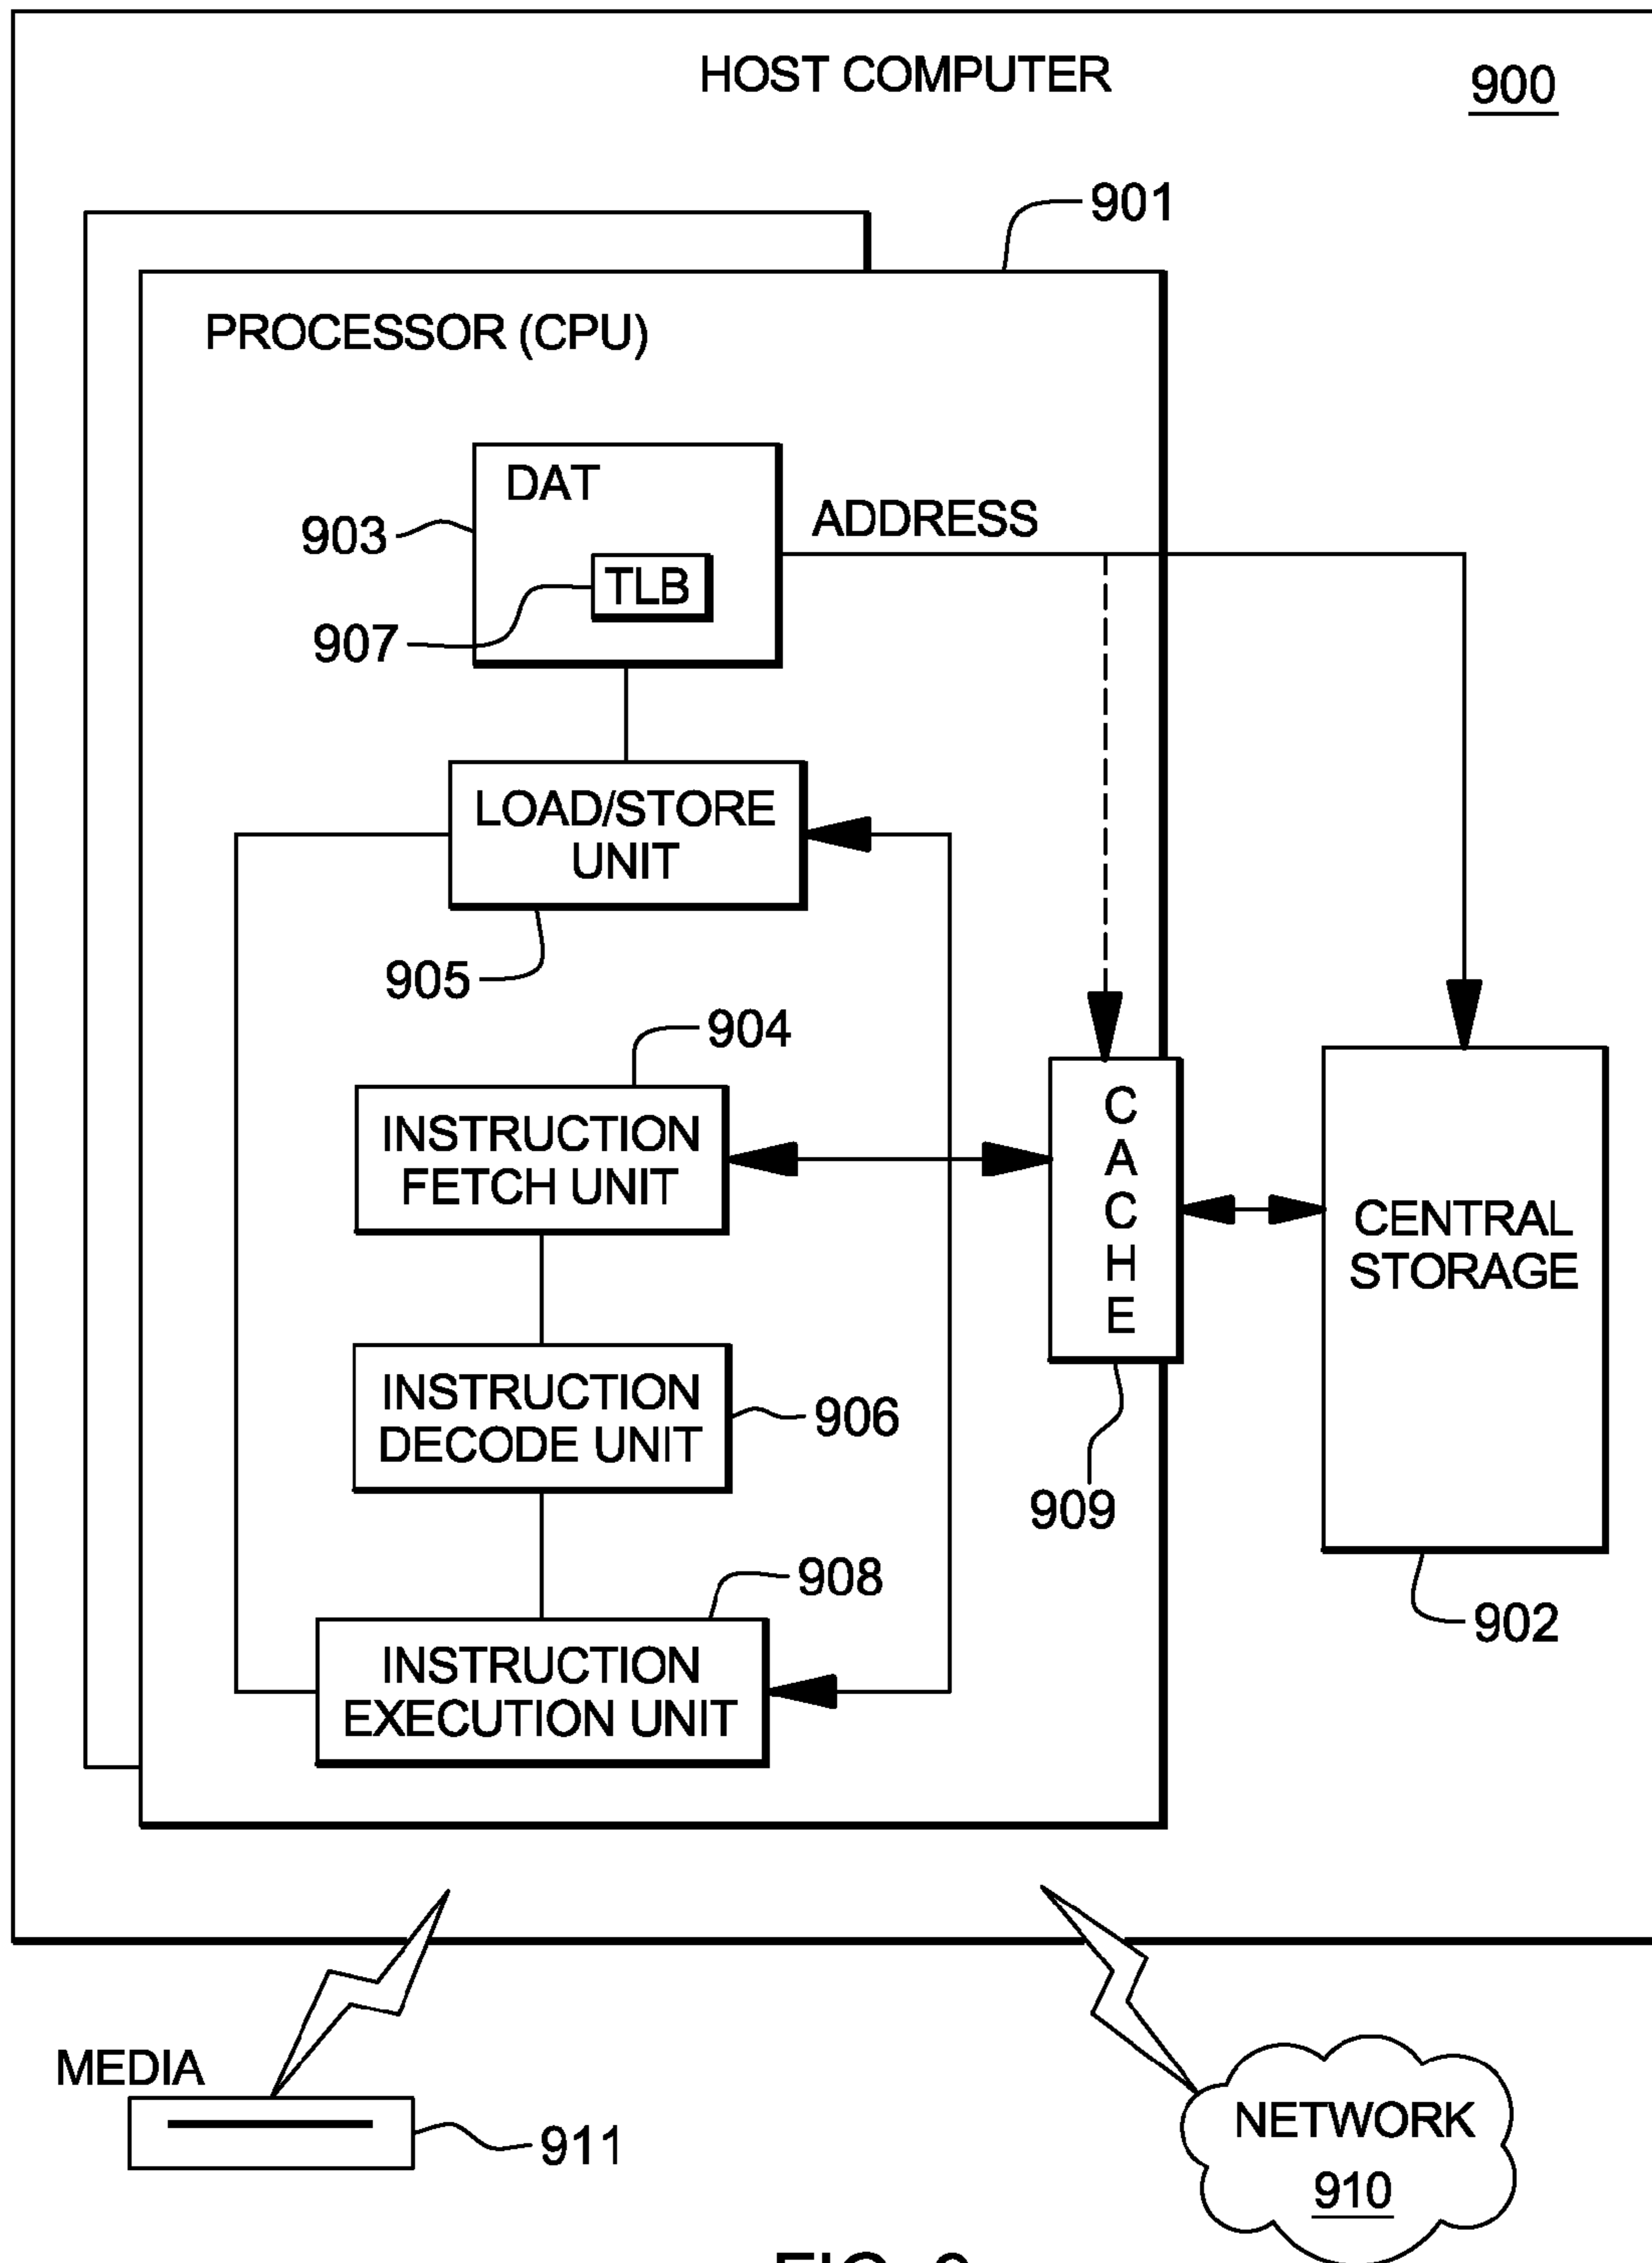 HOST COMPUTER
900
901
PROCESSOR (CPU)
DAT
903
ADDRESS
TLB
907
LOAD/STORE
UNIT
905
904
INSTRUCTION
FETCH UNIT
C
A
C
H
E
CENTRAL
STORAGE
INSTRUCTION
DECODE UNIT
906
909
908
902
INSTRUCTION
EXECUTION UNIT
MEDIA
911
NETWORK
910
FIG.